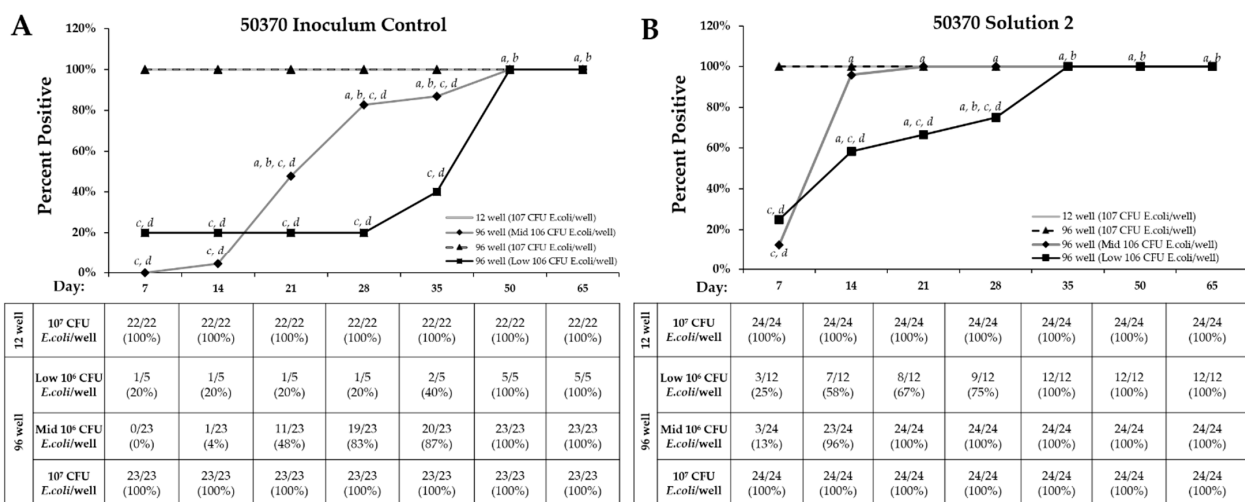 A
50370 Inoculum Control
120%
100%
80%
60%
40%
20%
0%
Percent Positive
c, d
c, d
c, d
c, d
a, b, c, d
c, d
a, b, c, d
c, d
a, b, c, d
c, d
a, b
a, b
12 well (107 CFU E.coli/well)
96 well (Mid 106 CFU E.coli/well)
96 well (107 CFU E.coli/well)
96 well (Low 106 CFU E.coli/well)
Day: 7 14 21 28 35 50 65
12 well
10⁷ CFU 22/22 22/22 22/22 22/22 22/22 22/22 22/22
E.coli/well (100%) (100%) (100%) (100%) (100%) (100%) (100%)
96 well
Low 10⁶ CFU 1/5 1/5 1/5 1/5 2/5 5/5 5/5
E.coli/well (20%) (20%) (20%) (20%) (40%) (100%) (100%)
Mid 10⁶ CFU 0/23 1/23 11/23 19/23 20/23 23/23 23/23
E.coli/well (0%) (4%) (48%) (83%) (87%) (100%) (100%)
10⁷ CFU 23/23 23/23 23/23 23/23 23/23 23/23 23/23
E.coli/well (100%) (100%) (100%) (100%) (100%) (100%) (100%)
B
50370 Solution 2
120%
100%
80%
60%
40%
20%
0%
Percent Positive
c, d
c, d
a
a, c, d
a
a, c, d
a
a, b, c, d
a, b
a, b
a, b
12 well (107 CFU E.coli/well)
96 well (107 CFU E.coli/well)
96 well (Mid 106 CFU E.coli/well)
96 well (Low 106 CFU E.coli/well)
Day: 7 14 21 28 35 50 65
12 well
10⁷ CFU 24/24 24/24 24/24 24/24 24/24 24/24 24/24
E.coli/well (100%) (100%) (100%) (100%) (100%) (100%) (100%)
96 well
Low 10⁶ CFU 3/12 7/12 8/12 9/12 12/12 12/12 12/12
E.coli/well (25%) (58%) (67%) (75%) (100%) (100%) (100%)
Mid 10⁶ CFU 3/24 23/24 24/24 24/24 24/24 24/24 24/24
E.coli/well (13%) (96%) (100%) (100%) (100%) (100%) (100%)
10⁷ CFU 24/24 24/24 24/24 24/24 24/24 24/24 24/24
E.coli/well (100%) (100%) (100%) (100%) (100%) (100%) (100%)